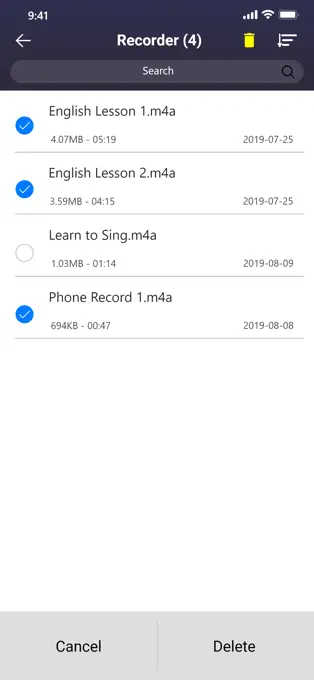 9:41
Recorder (4)
Search
English Lesson 1.m4a
4.07MB - 05:19 2019-07-25
English Lesson 2.m4a
3.59MB - 04:15 2019-07-25
Learn to Sing.m4a
1.03MB - 01:14 2019-08-09
Phone Record 1.m4a
694KB - 00:47 2019-08-08
Cancel Delete